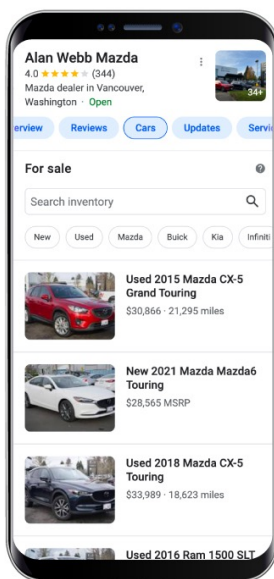 Alan Webb Mazda
4.0 ★★★★★ (344)
Mazda dealer in Vancouver,
Washington · Open
34+
erview Reviews Cars Updates Servi
For sale
Search inventory
New Used Mazda Buick Kia Infiniti
Used 2015 Mazda CX-5
Grand Touring
$30,866 · 21,295 miles
New 2021 Mazda Mazda6
Touring
$28,565 MSRP
Used 2018 Mazda CX-5
Touring
$33,989 · 18,623 miles
Used 2016 Ram 1500 SLT